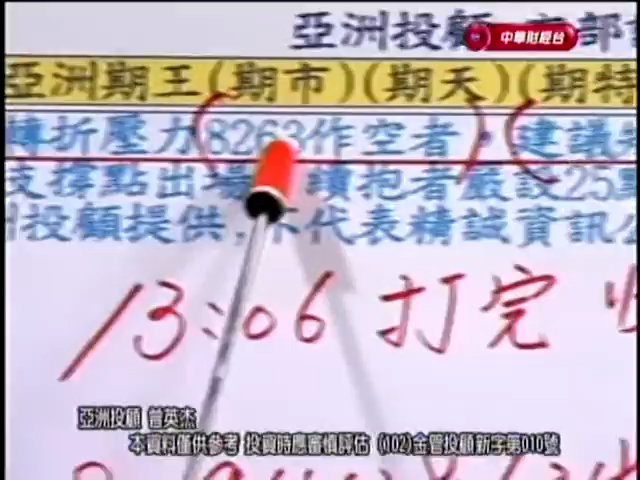 亞洲投顧
中華財經台
亞洲期王(期市)(期天)(期特
轉折壓力(8263作空者),(建議
支撐點出場 續抱者嚴設25點
投顧提供,不代表精誠資訊
13:06 打完
亞洲投顧 曾英杰
本資料僅供參考 投資時應審慎評估 (102)金管投顧新字第010號